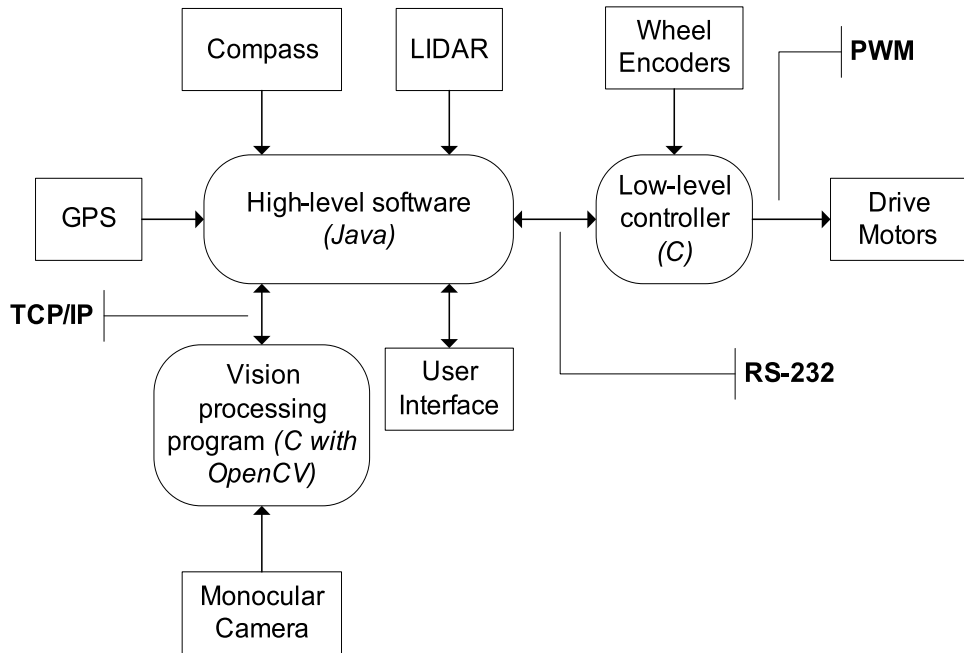 Compass
LIDAR
Wheel
Encoders
PWM
GPS
High-level software
(Java)
Low-level
controller
(C)
Drive
Motors
TCP/IP
Vision
processing
program (C with
OpenCV)
User
Interface
RS-232
Monocular
Camera